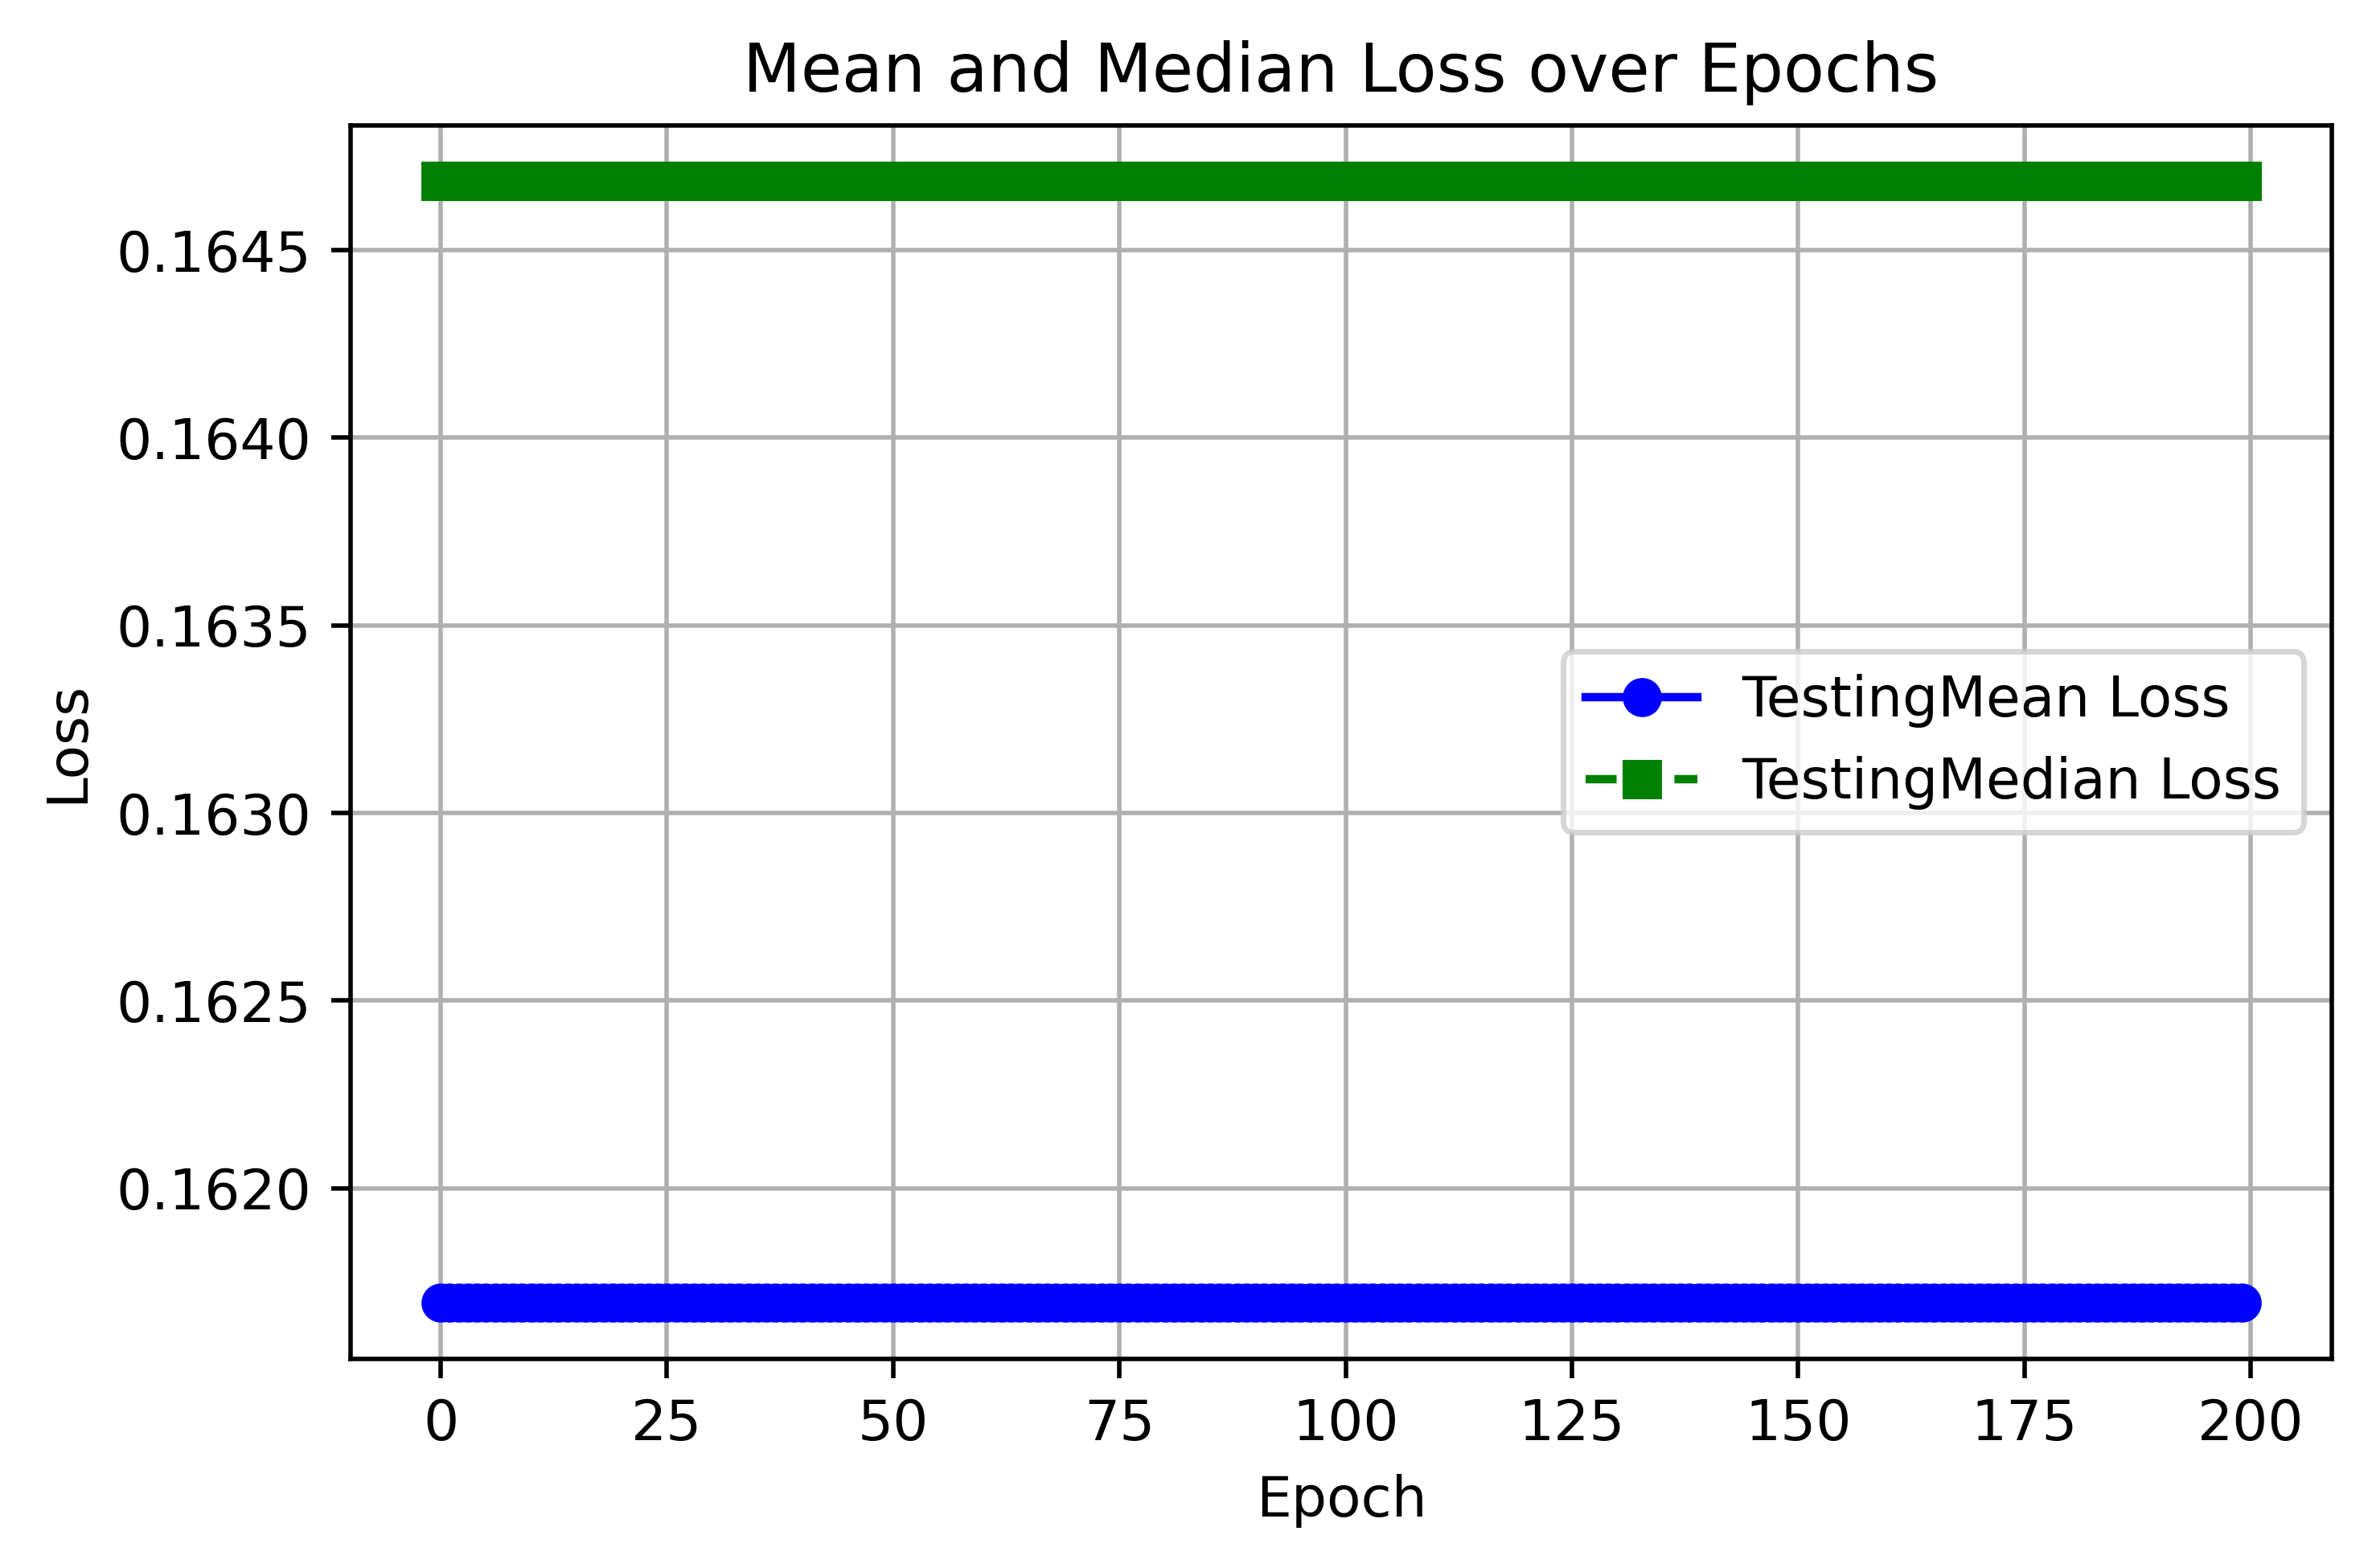 Mean and Median Loss over Epochs
0.1645
0.1640
0.1635
0.1630
0.1625
0.1620
Loss
TestingMean Loss
TestingMedian Loss
0 25 50 75 100 125 150 175 200
Epoch